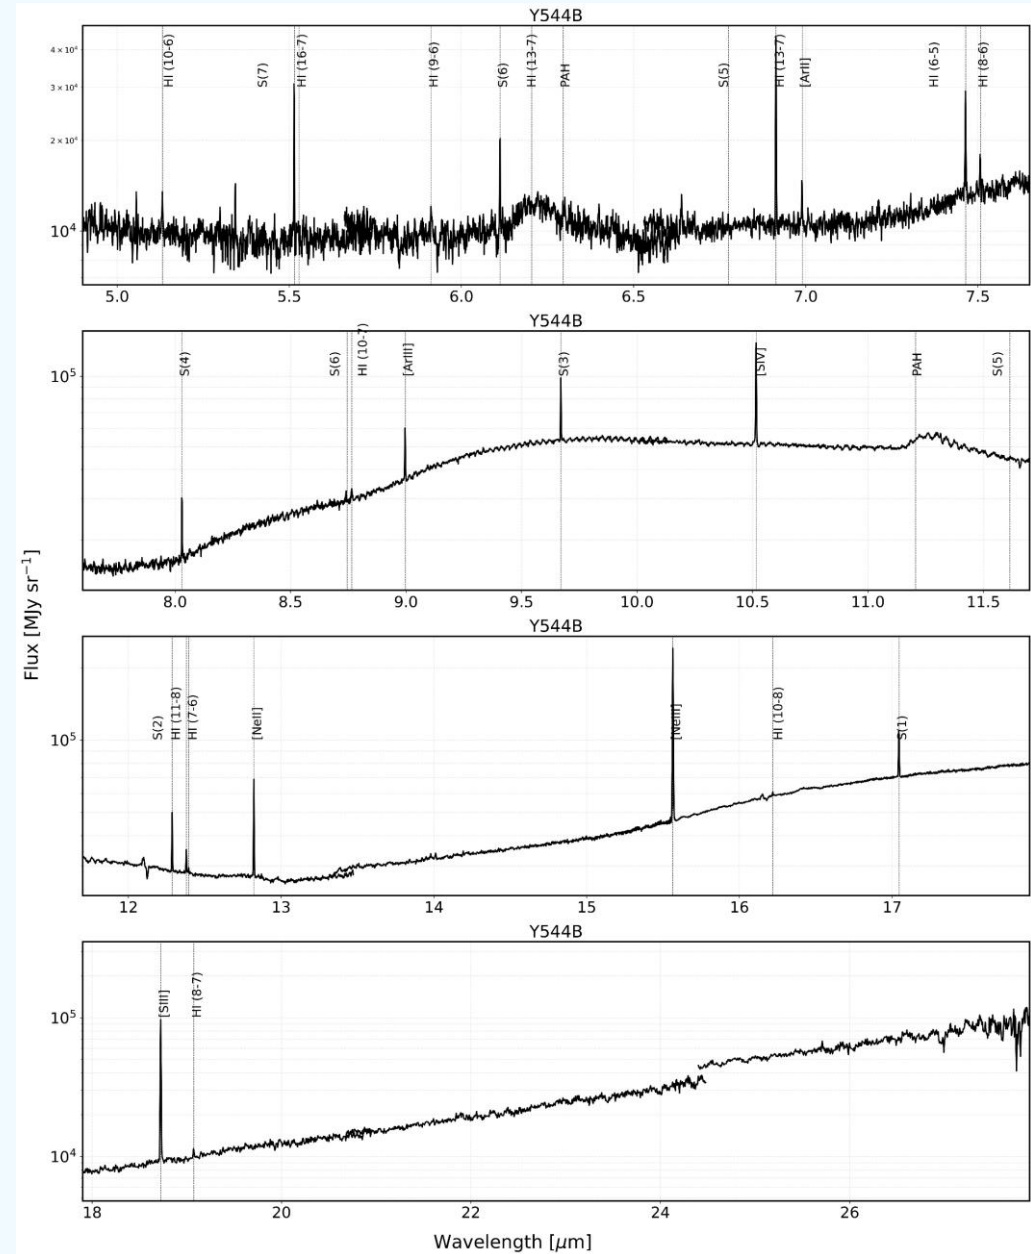 Y544B
4 × 10⁴
3 × 10⁴
2 × 10⁴
10⁴
HI (10-6)
S(7)
HI (16-7)
HI (9-6)
S(6)
HI (13-7)
PAH
S(5)
HI (13-7)
[ArII]
HI (6-5)
HI (8-6)
5.0 5.5 6.0 6.5 7.0 7.5
Y544B
10⁵
S(4)
S(6)
HI (10-7)
[ArIII]
S(3)
[SIV]
PAH
S(5)
8.0 8.5 9.0 9.5 10.0 10.5 11.0 11.5
Flux [MJy sr⁻¹]
Y544B
10⁵
S(2)
HI (11-8)
HI (7-6)
[NeII]
[NeIII]
HI (10-8)
S(1)
12 13 14 15 16 17
Y544B
10⁵
10⁴
[SIII]
HI (8-7)
18 20 22 24 26
Wavelength [μm]